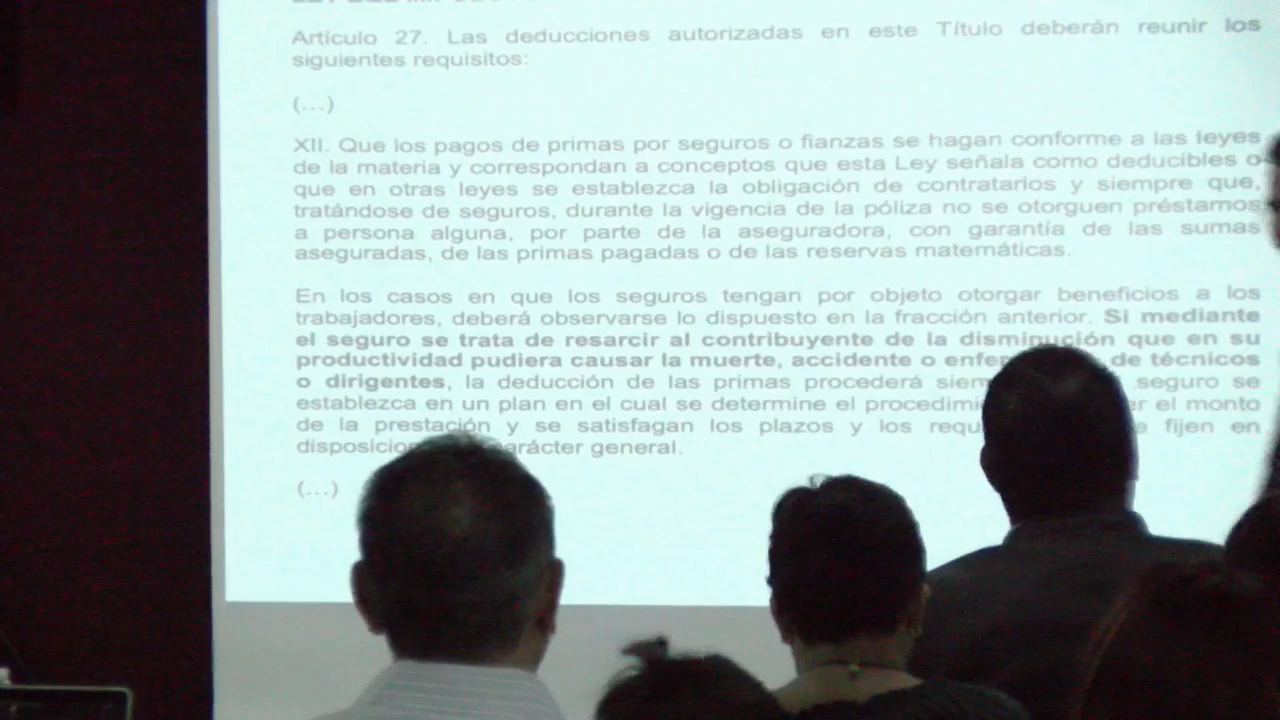 Artículo 27. Las deducciones autorizadas en este Título deberán reunir los
siguientes requisitos:
(...)
XII. Que los pagos de primas por seguros o fianzas se hagan conforme a las leyes
de la materia y correspondan a conceptos que esta Ley señala como deducibles o
que en otras leyes se establezca la obligación de contratarlos y siempre que,
tratándose de seguros, durante la vigencia de la póliza no se otorguen préstamos
a persona alguna, por parte de la aseguradora, con garantía de las sumas
aseguradas, de las primas pagadas o de las reservas matemáticas.
En los casos en que los seguros tengan por objeto otorgar beneficios a los
trabajadores, deberá observarse lo dispuesto en la fracción anterior. Si mediante
el seguro se trata de resarcir al contribuyente de la disminución que en su
productividad pudiera causar la muerte, accidente o de técnicos
o dirigentes, la deducción de las primas procederá seguro se
establezca en un plan en el cual se determine el monto
de la prestación y se satisfagan los plazos y los fijen en
general.
(...)